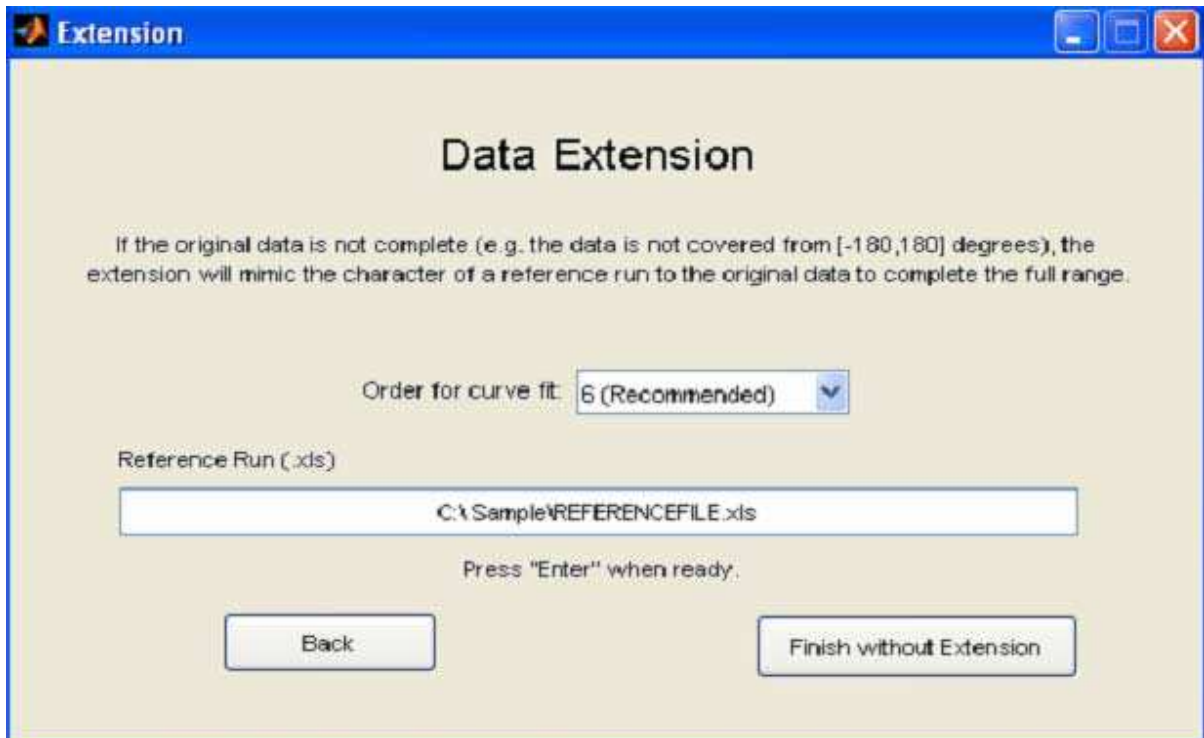 Extension
Data Extension
If the original data is not complete (e.g. the data is not covered from [-180,180] degrees), the
extension will mimic the character of a reference run to the original data to complete the full range.
Order for curve fit: 6 (Recommended)
Reference Run (.xls)
C:\ Sample\REFERENCEFILE.xls
Press "Enter" when ready.
Back
Finish without Extension